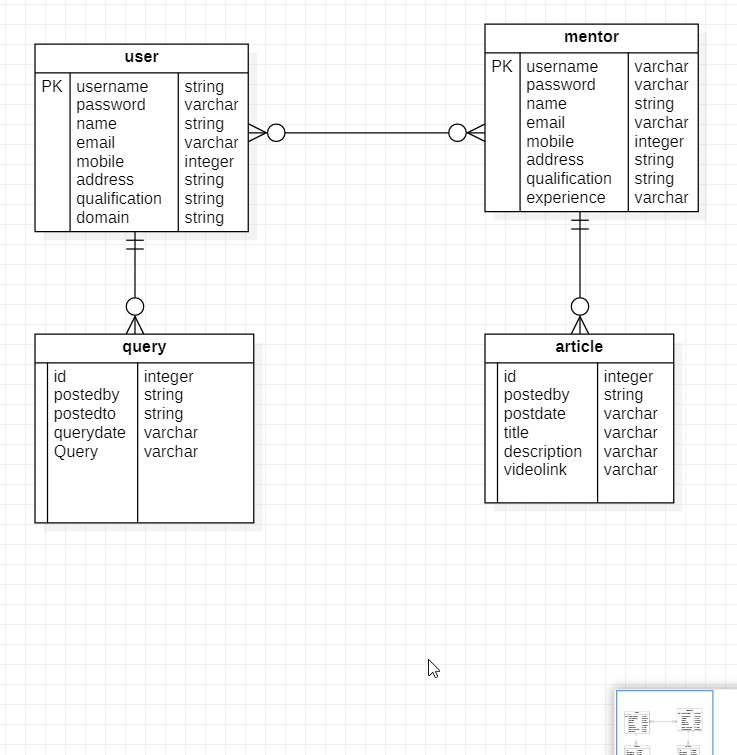 user
PK username string
password varchar
name string
email varchar
mobile integer
address string
qualification string
domain string
mentor
PK username varchar
password varchar
name string
email varchar
mobile integer
address string
qualification string
experience varchar
query
id integer
postedby string
postedto string
querydate varchar
Query varchar
article
id integer
postedby string
postdate varchar
title varchar
description varchar
videolink varchar